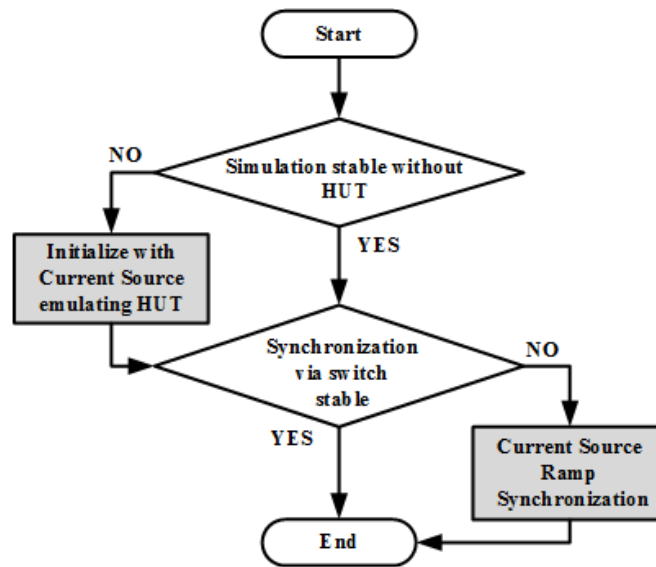 Start
NO
Simulation stable without
HUT
YES
Initialize with
Current Source
emulating HUT
Synchronization
via switch
stable
NO
YES
Current Source
Ramp
Synchronization
End